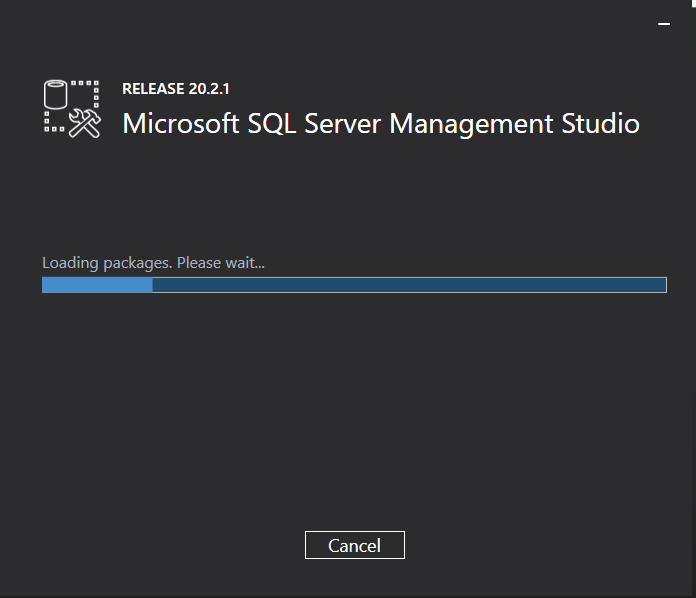 RELEASE 20.2.1
Microsoft SQL Server Management Studio
Loading packages. Please wait...
Cancel